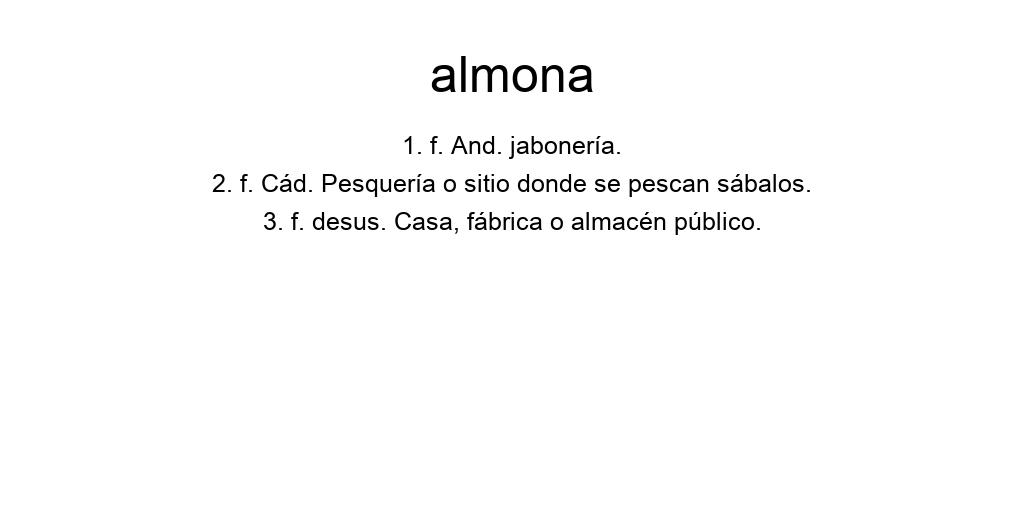 almona
1. f. And. jabonería.
2. f. Cád. Pesquería o sitio donde se pescan sábalos.
3. f. desus. Casa, fábrica o almacén público.